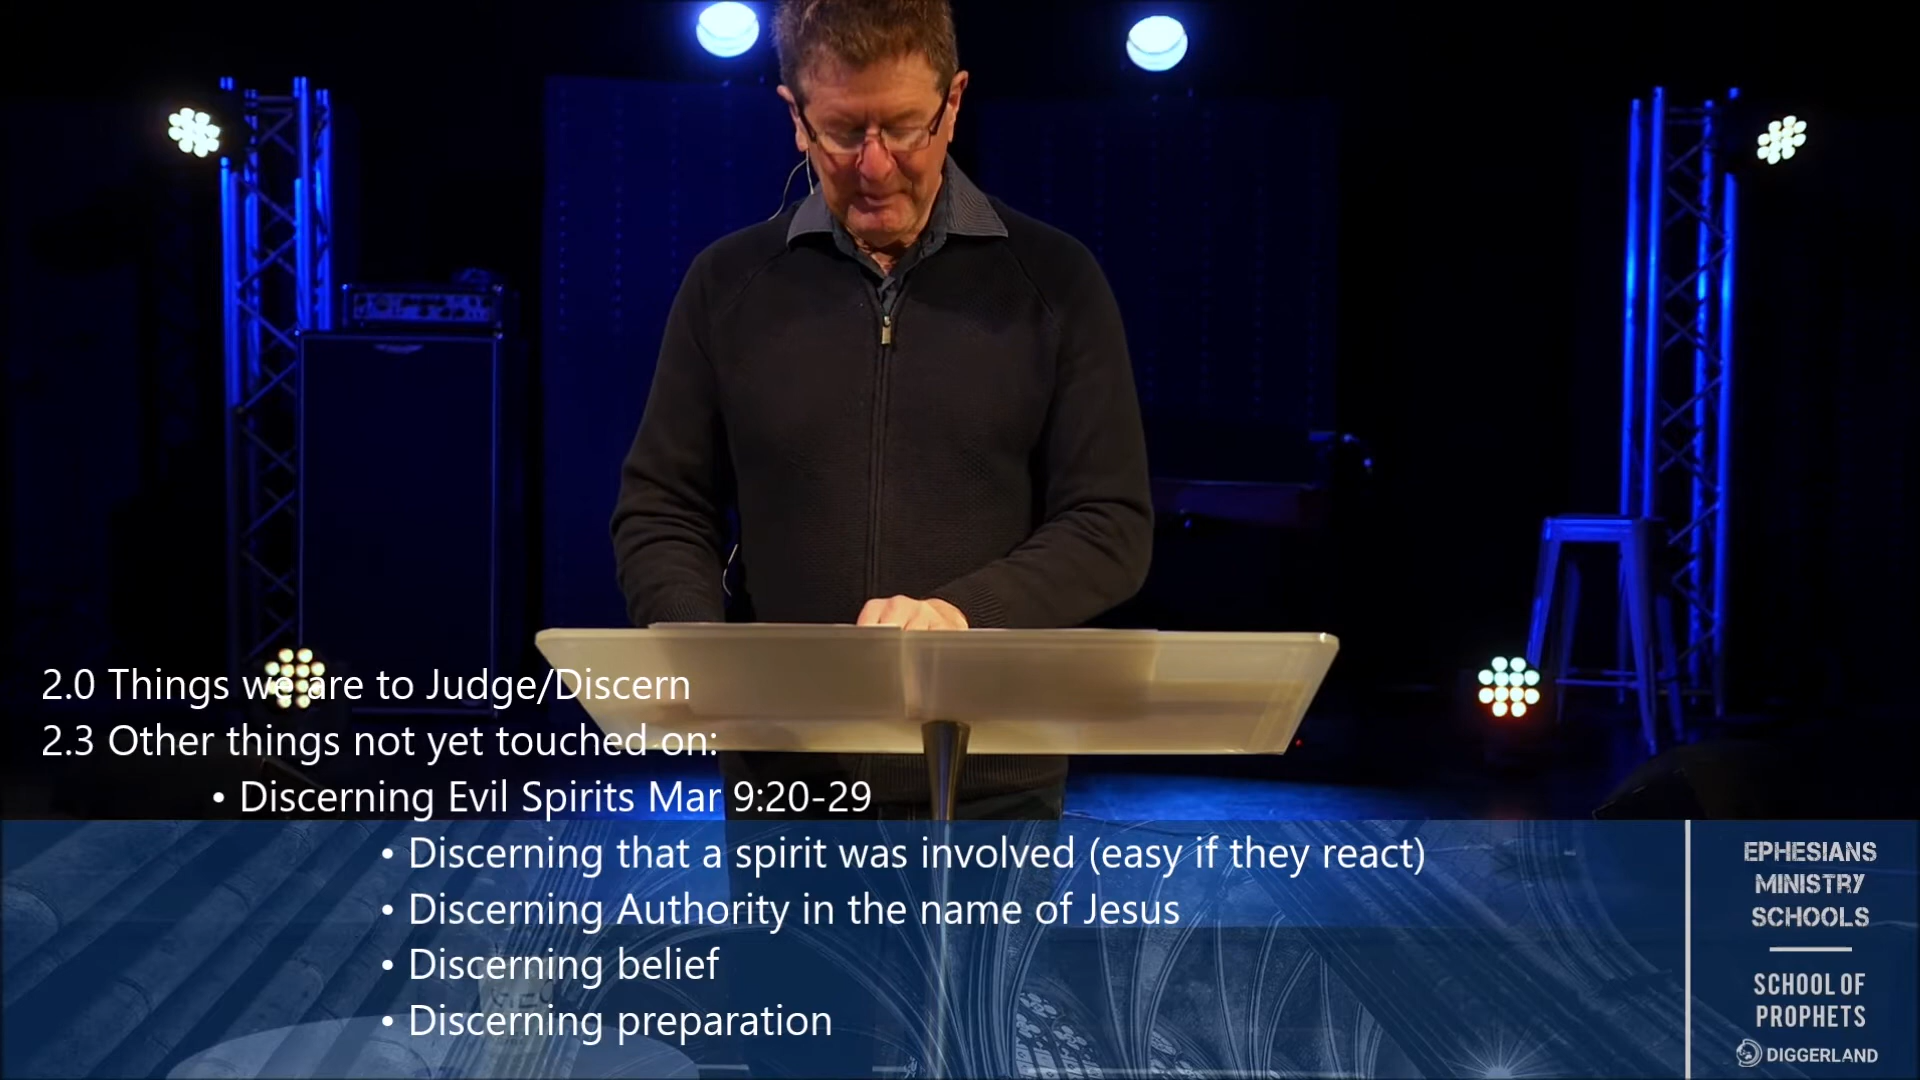 2.0 Things we are to Judge/Discern
2.3 Other things not yet touched on:
• Discerning Evil Spirits Mar 9:20-29
• Discerning that a spirit was involved (easy if they react)
• Discerning Authority in the name of Jesus
• Discerning belief
• Discerning preparation
EPHESIANS
MINISTRY
SCHOOLS
SCHOOL OF
PROPHETS
DIGGERLAND